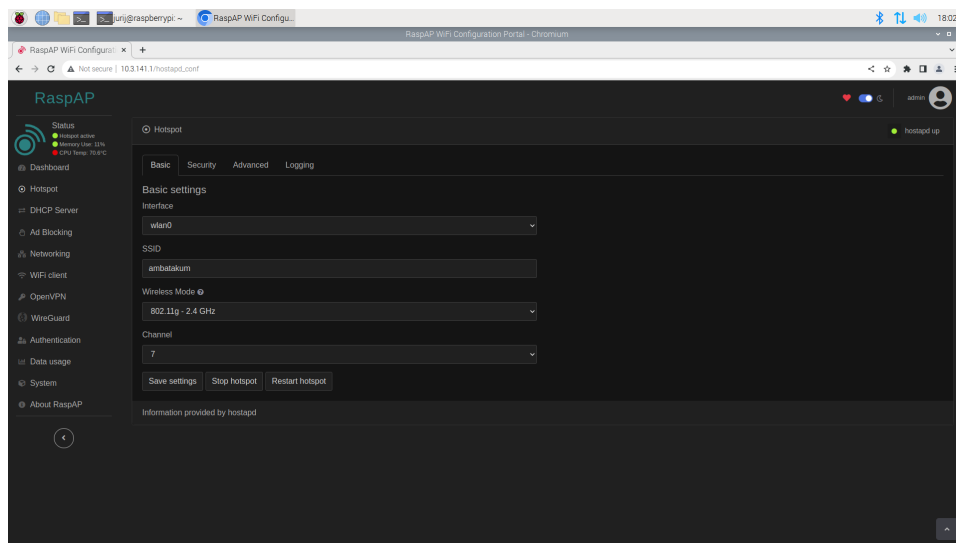 jurij@raspberrypi: ~
RaspAP WiFi Configu...
18:02
RaspAP WiFi Configuration Portal - Chromium
RaspAP WiFi Configurati
Not secure | 10.3.141.1/hostapd_conf
RaspAP
admin
Status
Hotspot active
Memory Use: 11%
CPU Temp: 70.6°C
Hotspot
hostapd up
Dashboard
Hotspot
DHCP Server
Ad Blocking
Networking
WiFi client
OpenVPN
WireGuard
Authentication
Data usage
System
About RaspAP
Basic Security Advanced Logging
Basic settings
Interface
wlan0
SSID
ambatakum
Wireless Mode
802.11g - 2.4 GHz
Channel
7
Save settings Stop hotspot Restart hotspot
Information provided by hostapd